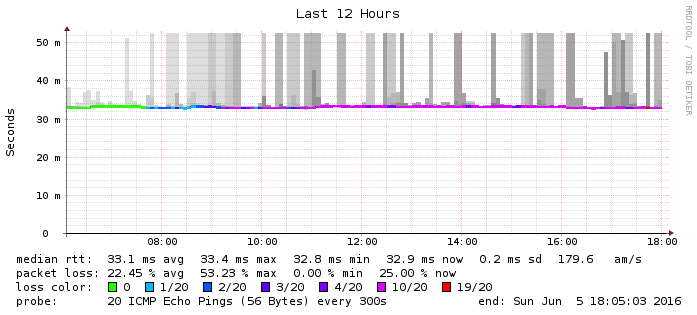 Last 12 Hours
RRDTOOL / TOBI OETIKER
Seconds
50 m
40 m
30 m
20 m
10 m
0
08:00 10:00 12:00 14:00 16:00 18:00
median rtt: 33.1 ms avg 33.4 ms max 32.8 ms min 32.9 ms now 0.2 ms sd 179.6 am/s
packet loss: 22.45 % avg 53.23 % max 0.00 % min 25.00 % now
loss color: 0 1/20 2/20 3/20 4/20 10/20 19/20
probe: 20 ICMP Echo Pings (56 Bytes) every 300s end: Sun Jun 5 18:05:03 2016